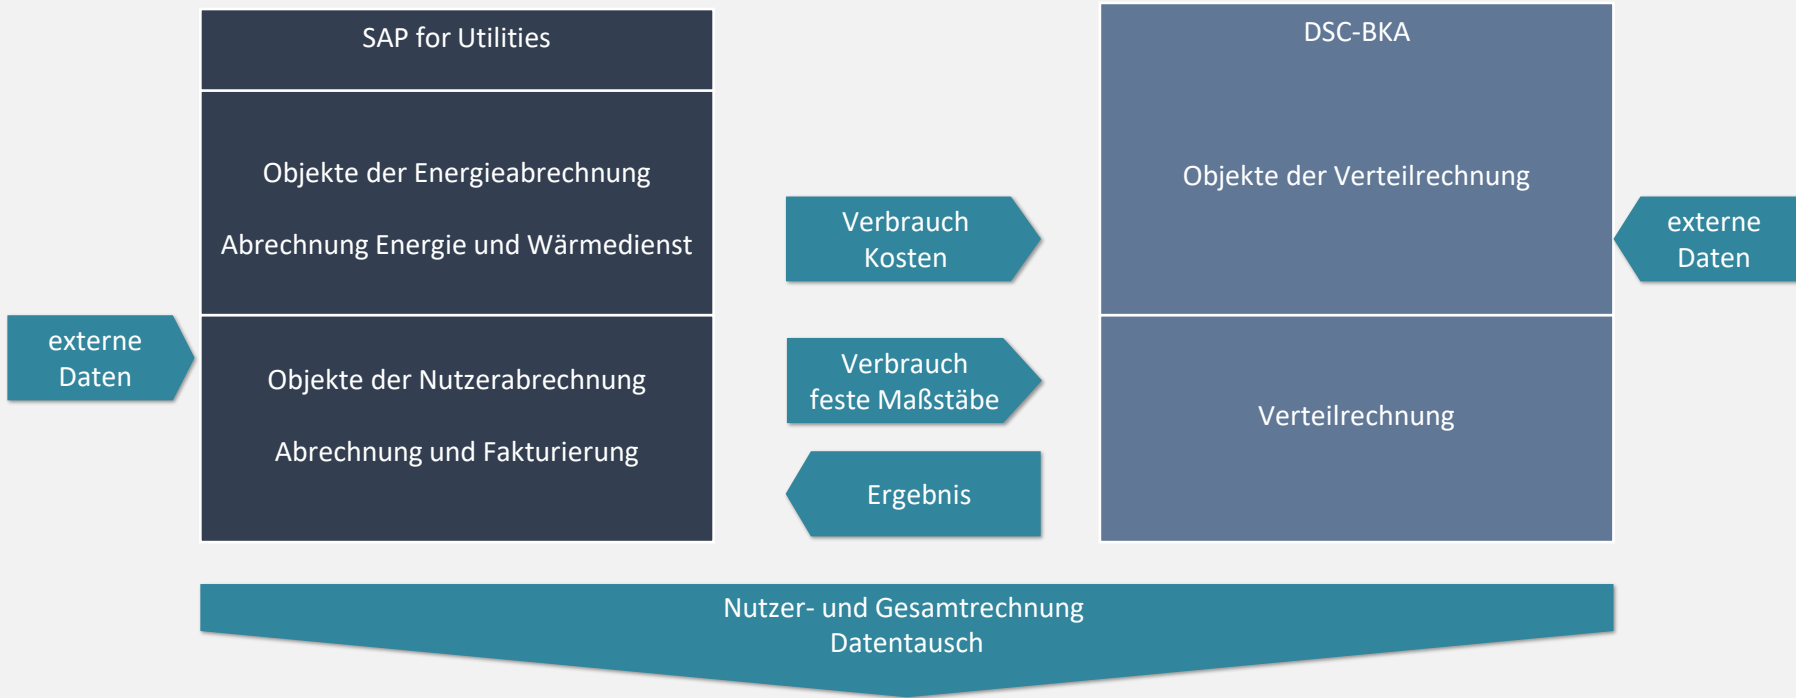 SAP for Utilities
Objekte der Energieabrechnung
Abrechnung Energie und Wärmedienst
externe
Daten
Objekte der Nutzerabrechnung
Abrechnung und Fakturierung
Verbrauch
Kosten
Verbrauch
feste Maßstäbe
Ergebnis
DSC-BKA
Objekte der Verteilrechnung
Verteilrechnung
externe
Daten
Nutzer- und Gesamtrechnung
Datentausch